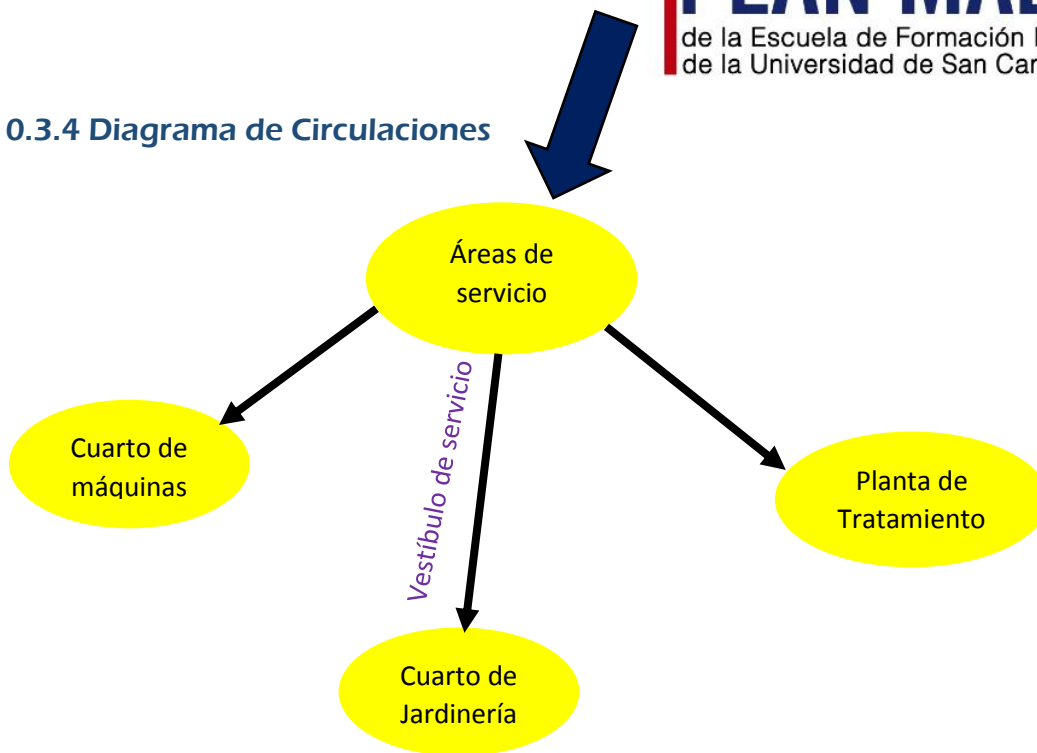 de la Escuela de Formación
de la Universidad de San
0.3.4 Diagrama de Circulaciones
Áreas de
servicio
Vestíbulo de servicio
Cuarto de
máquinas
Planta de
Tratamiento
Cuarto de
Jardinería